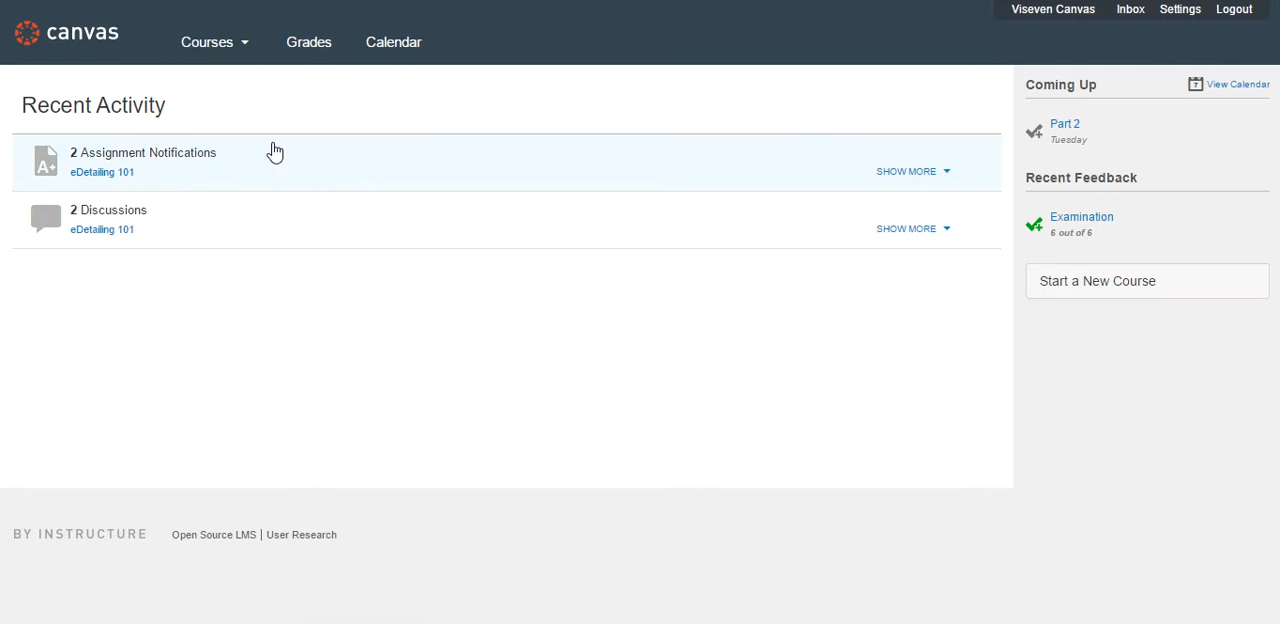 Viseven Canvas Inbox Settings Logout
canvas
Courses Grades Calendar
Recent Activity
2 Assignment Notifications
eDetailing 101
SHOW MORE
2 Discussions
eDetailing 101
SHOW MORE
Coming Up
7 View Calendar
Part 2
Tuesday
Recent Feedback
Examination
6 out of 6
Start a New Course
BY INSTRUCTURE
Open Source LMS | User Research
A+